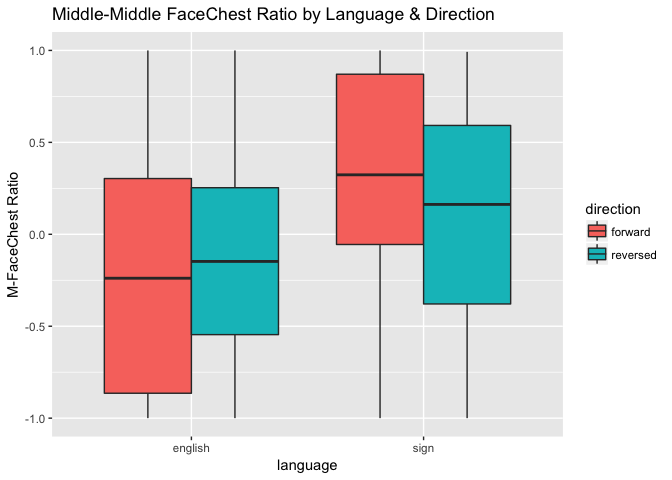 Middle-Middle FaceChest Ratio by Language & Direction
M-FaceChest Ratio
1.0
0.5
0.0
-0.5
-1.0
english
sign
language
direction
forward
reversed